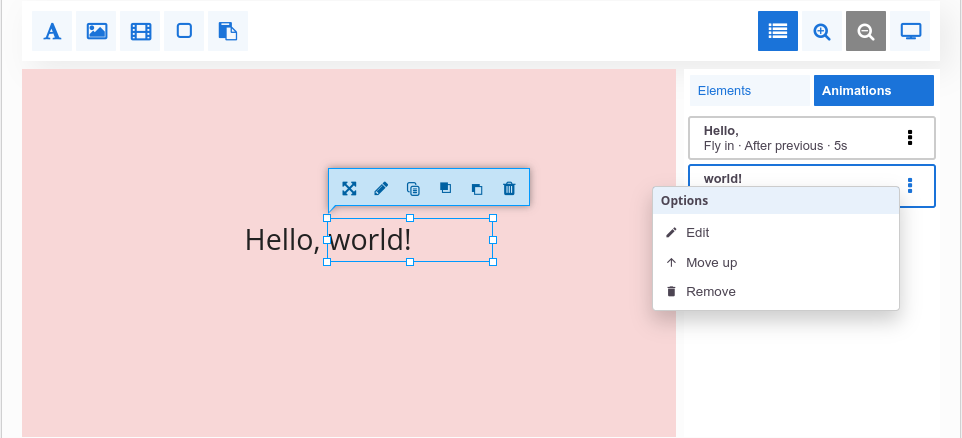 A
Elements
Animations
Hello,
Fly in · After previous · 5s
world!
Options
Edit
Move up
Remove
Hello, world!